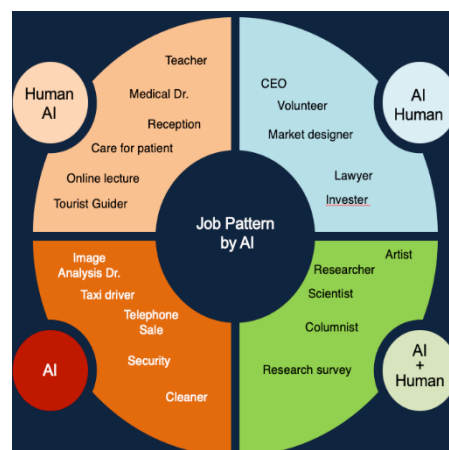 Human
AI
Teacher
Medical Dr.
Reception
Care for patient
Online lecture
Tourist Guider
CEO
Volunteer
Market designer
Lawyer
Invester
AI
Human
Job Pattern
by AI
Image
Analysis Dr.
Taxi driver
Telephone
Sale
Security
Cleaner
AI
Artist
Researcher
Scientist
Columnist
Research survey
AI
+
Human